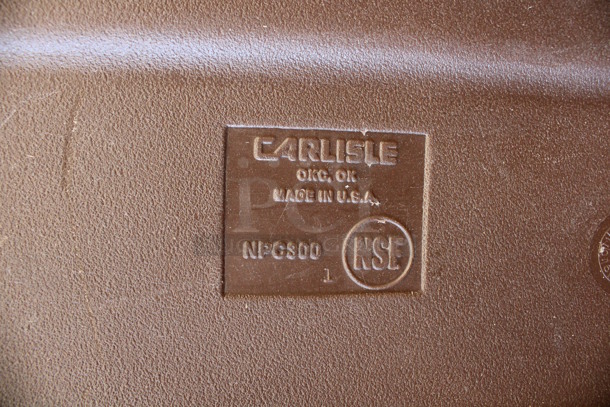 CARLISLE
OKC, OK
MADE IN U.S.A.
NPC300 NSF
1